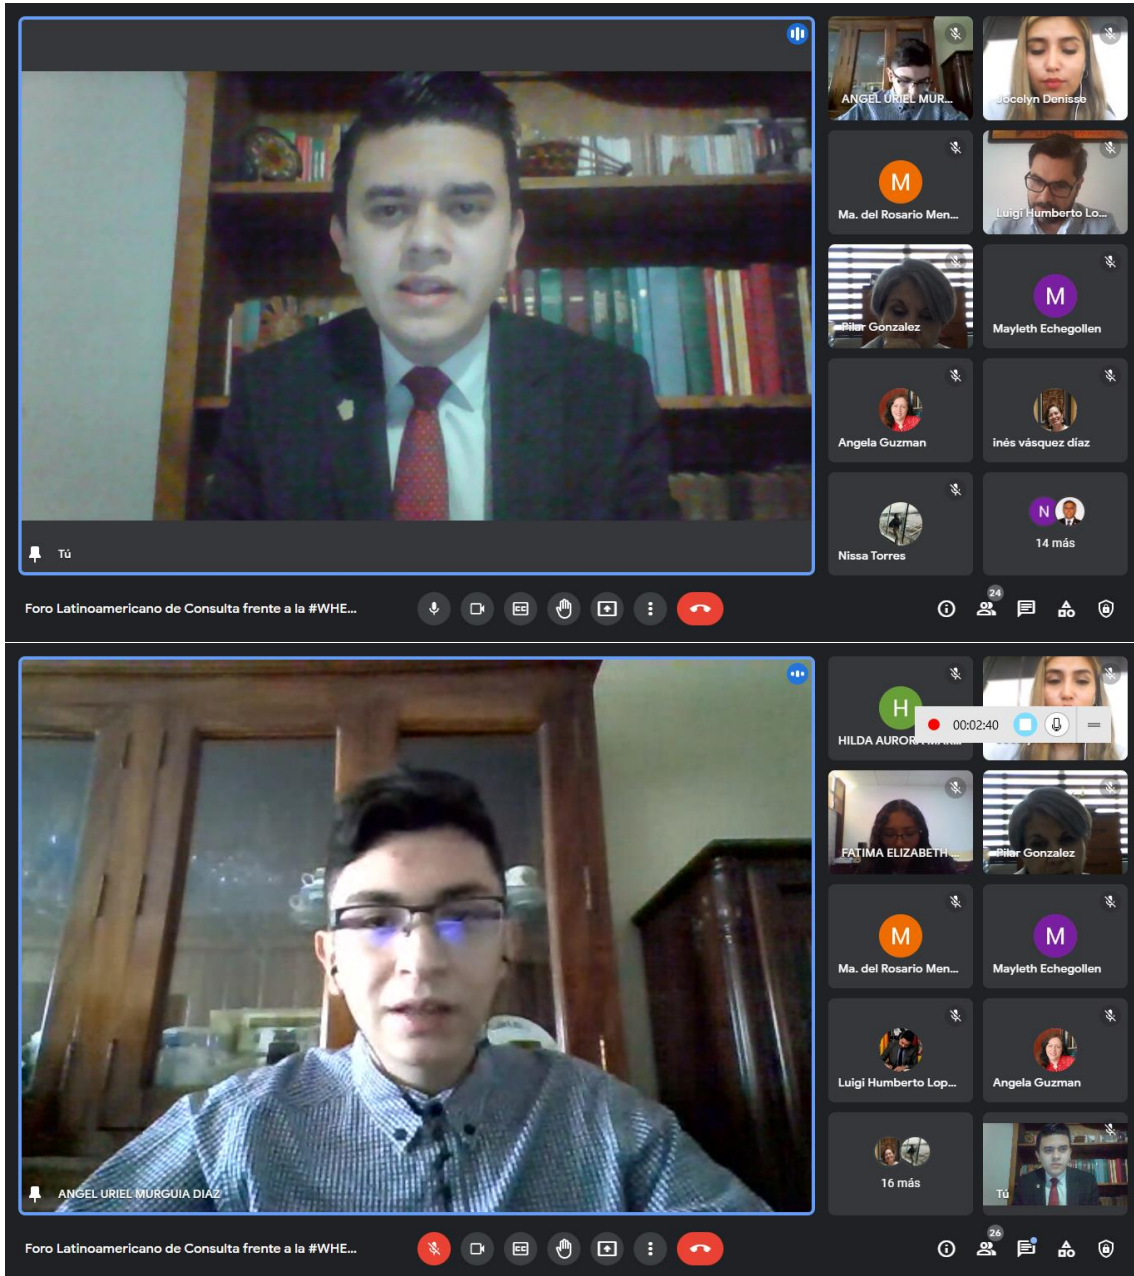 ANGEL URIEL MUR...
Jocelyn Denisse
M
Ma. del Rosario Men...
Luigi Humberto Lo...
Pilar Gonzalez
M
Mayleth Echegollen
Angela Guzman
inés vásquez díaz
Nissa Torres
N
14 más
Tú
Foro Latinoamericano de Consulta frente a la #WHE...
24
H
HILDA AURORA
00:02:40
FATIMA ELIZABETH ...
Pilar Gonzalez
M
Ma. del Rosario Men...
M
Mayleth Echegollen
Luigi Humberto Lop...
Angela Guzman
16 más
Tú
ANGEL URIEL MURGUIA DIAZ
Foro Latinoamericano de Consulta frente a la #WHE...
26